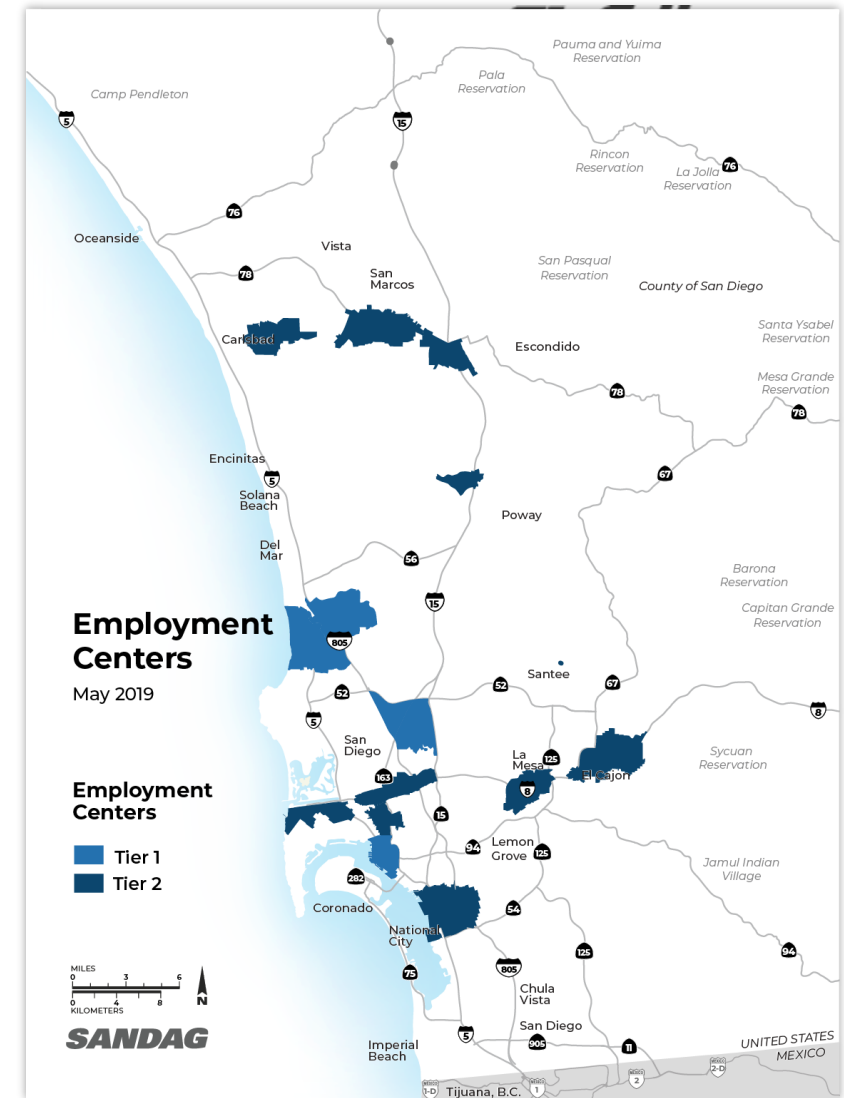 Pauma and Yuima
Reservation
Pala
Reservation
Camp Pendleton
5
15
Rincon
Reservation
La Jolla
Reservation
76
76
Oceanside
Vista
78
San
Marcos
San Pasqual
Reservation
County of San Diego
Santa Ysabel
Reservation
Carlsbad
Escondido
Mesa Grande
Reservation
78
78
Encinitas
5
67
Solana
Beach
Poway
Del
Mar
56
Barona
Reservation
15
Capitan Grande
Reservation
Employment
Centers
May 2019
805
Santee
52
52
67
5
8
San
Diego
La
Mesa
125
Sycuan
Reservation
163
El Cajon
8
Employment
Centers
15
Tier 1
Tier 2
94
Lemon
Grove
125
Jamul Indian
Village
282
Coronado
54
National
City
125
94
MILES
0 3 6
0 4 8
KILOMETERS
N
75
805
Chula
Vista
SANDAG
San Diego
5
905
11
Imperial
Beach
UNITED STATES
MEXICO
1-D
Tijuana, B.C.
1
2
2-D